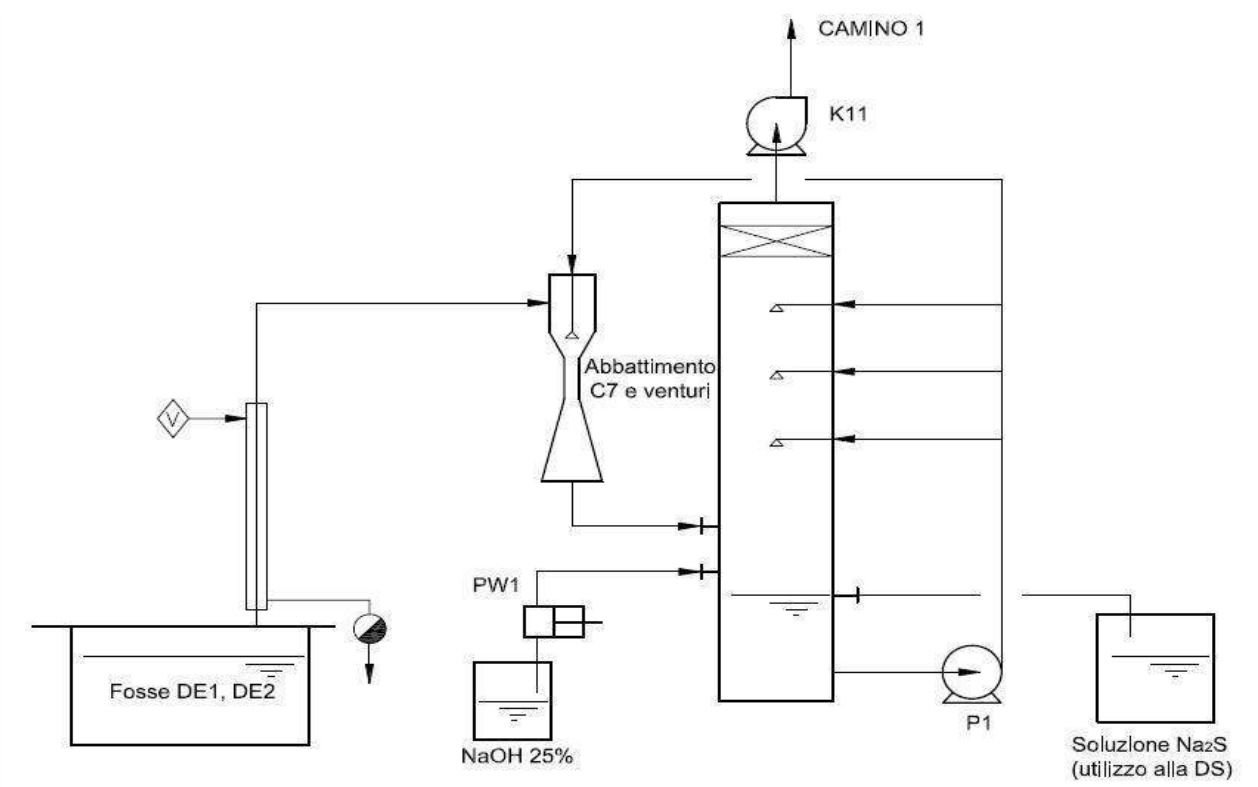 CAMINO 1
K11
Abbattimento
C7 e venturi
V
PW1
Fosse DE1, DE2
P1
NaOH 25%
Soluzione Na₂S
(utilizzo alla DS)